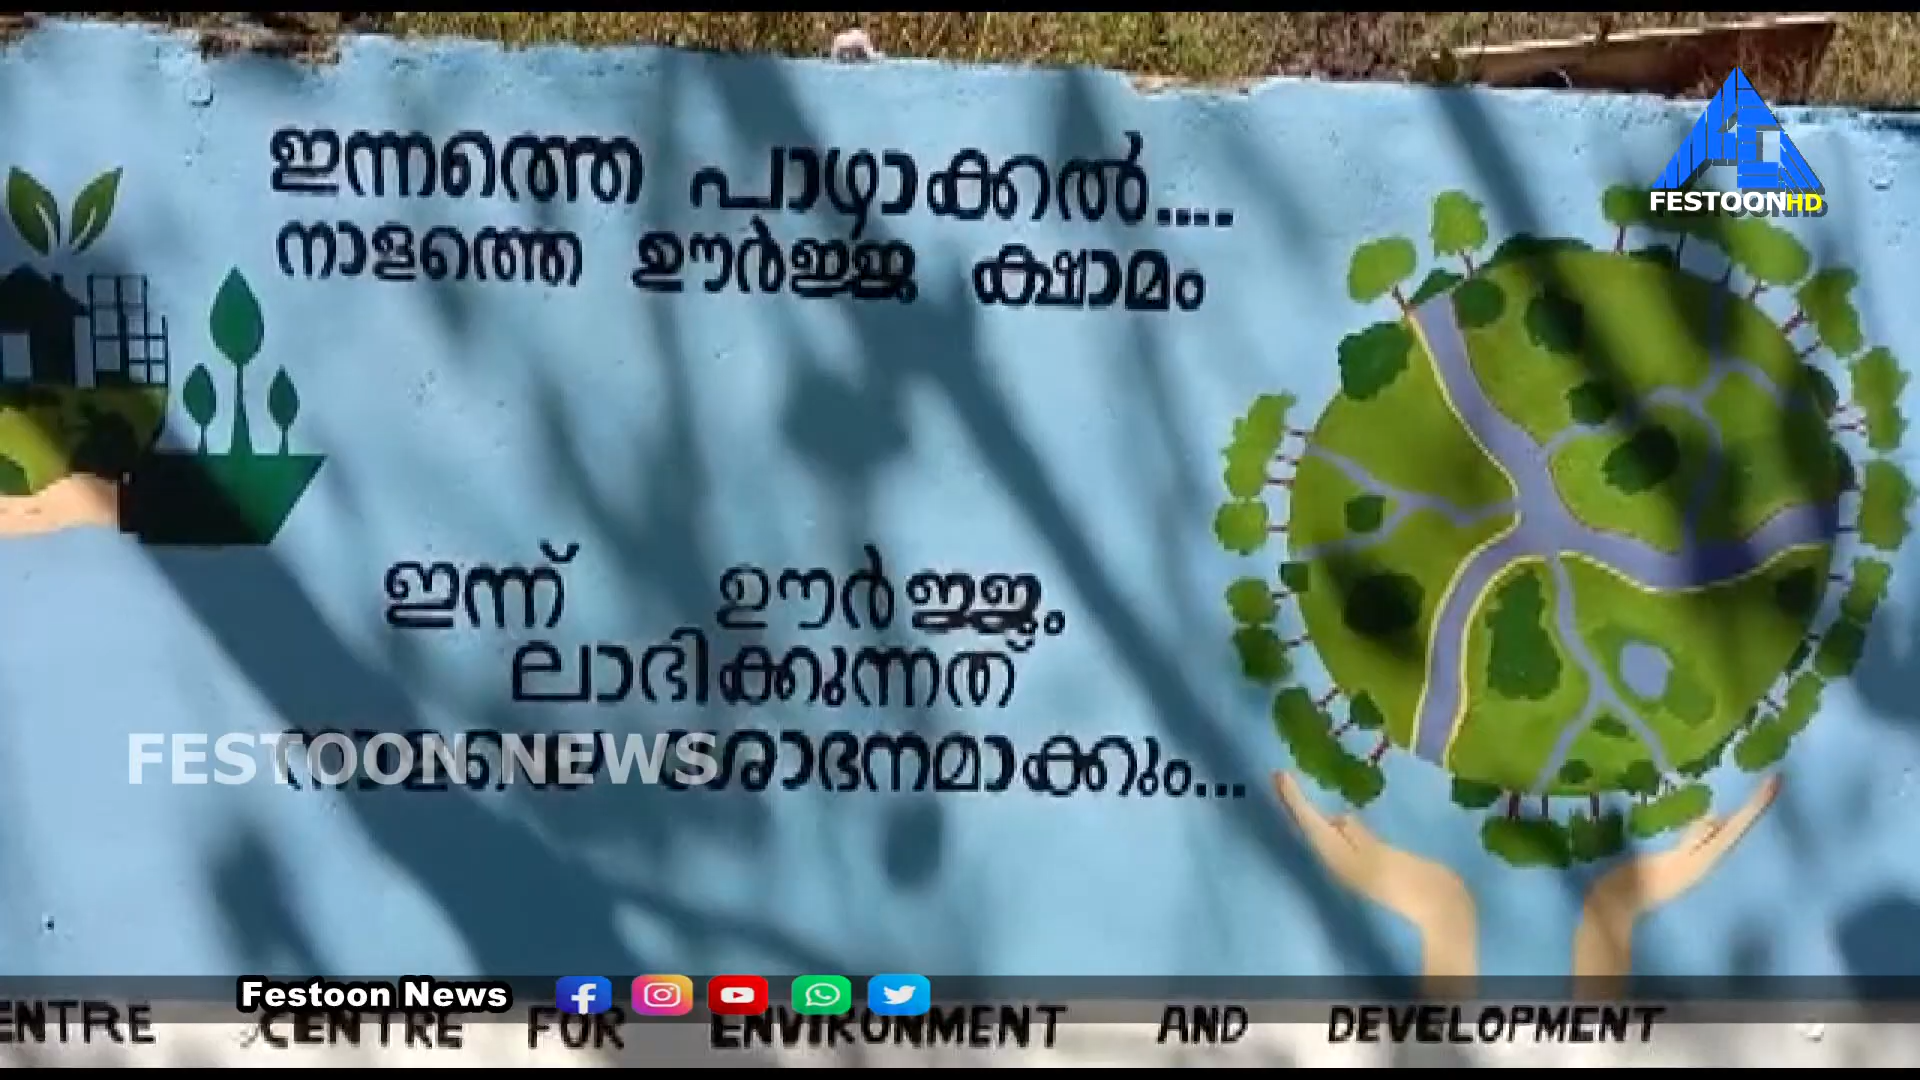 FESTOONHD
ഇന്നത്തെ പാഴാക്കൽ....
നാളത്തെ ഊർജ്ജ ക്ഷാമം
ഇന്ന് ഊർജ്ജം
ലാഭിക്കുന്നത്
ശോഭനമാക്കും...
FESTOON NEWS
Festoon News
ENTRE CENTRE FOR ENVIRONMENT AND DEVELOPMENT